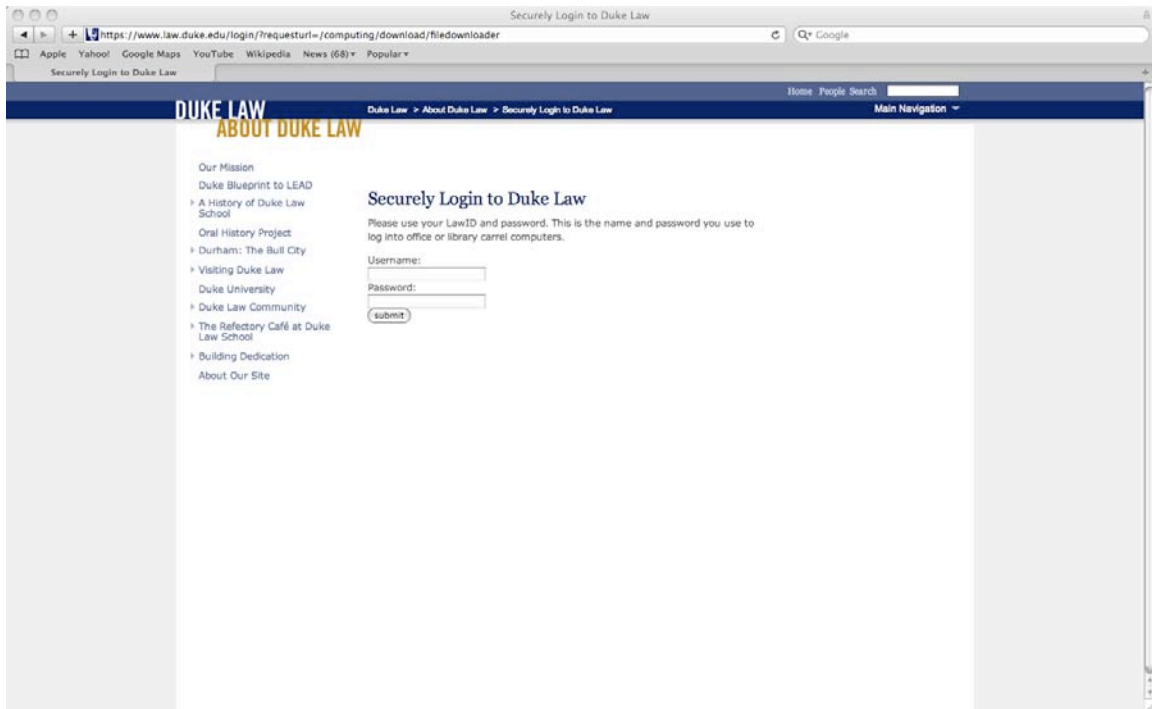 Securely Login to Duke Law
https://www.law.duke.edu/login/?requesturl=/computing/download/filedownloader
Google
Apple Yahoo! Google Maps YouTube Wikipedia News (68) Popular
Securely Login to Duke Law
Home People Search
DUKE LAW
Duke Law > About Duke Law > Securely Login to Duke Law
Main Navigation
ABOUT DUKE LAW
Our Mission
Duke Blueprint to LEAD
A History of Duke Law
School
Oral History Project
Durham: The Bull City
Visiting Duke Law
Duke University
Duke Law Community
The Refectory Café at Duke
Law School
Building Dedication
About Our Site
Securely Login to Duke Law
Please use your LawID and password. This is the name and password you use to
log into office or library carrel computers.
Username:
Password:
submit